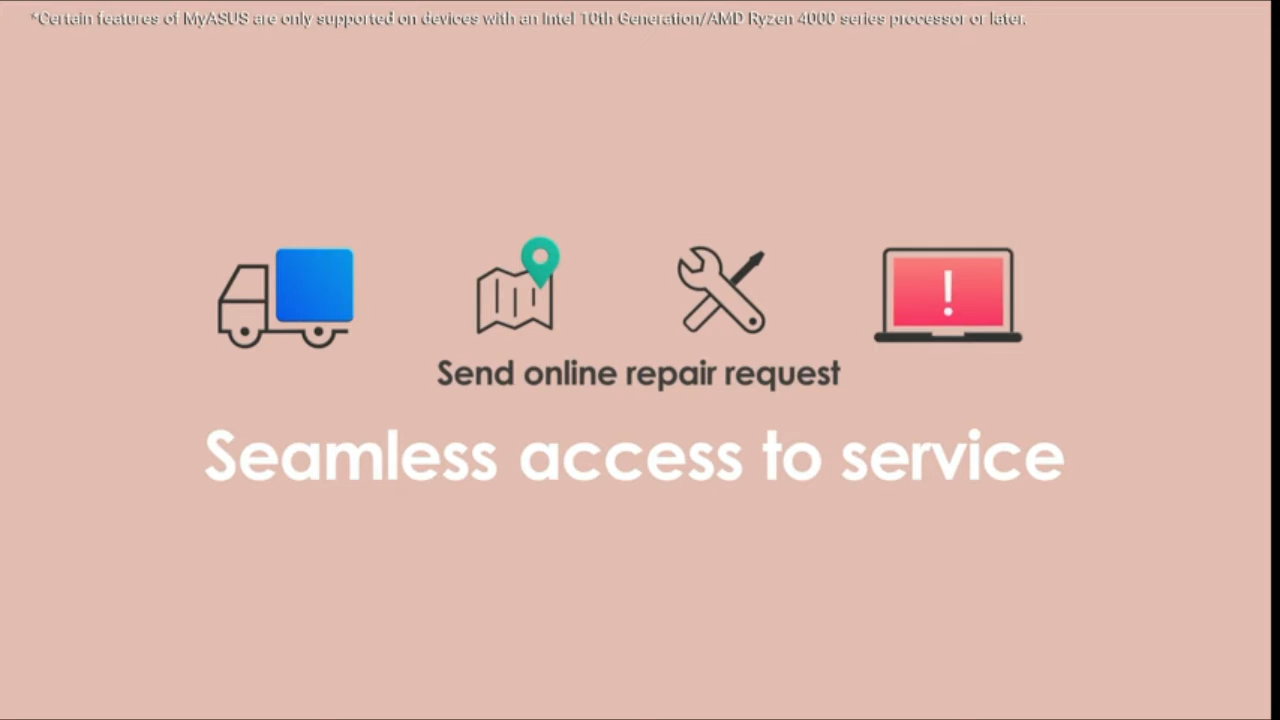 *Certain features of MyASUS are only supported on devices with an Intel 10th Generation/AMD Ryzen 4000 series processor or later.
!
Send online repair request
Seamless access to service